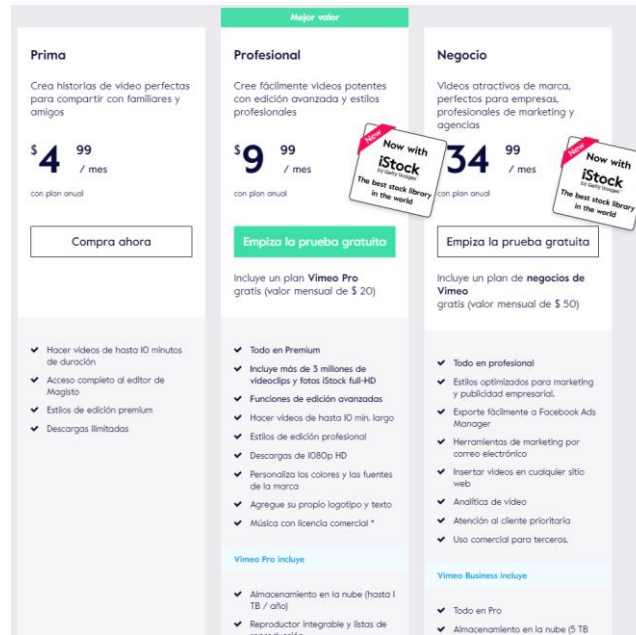 Mejor valor
Prima
Crea historias de video perfectas
para compartir con familiares y
amigos
$ 4 99
/ mes
con plan anual
Compra ahora
Hacer videos de hasta 10 minutos
de duración
Acceso completo al editor de
Magisto
Estilos de edición premium
Descargas Ilimitadas
Profesional
Cree fácilmente videos potentes
con edición avanzada y estilos
profesionales
$ 9 99
/ mes
con plan anual
New
Now with
iStock
by Getty Images
The best stock library
in the world
Empiza la prueba gratuita
Incluye un plan Vimeo Pro
gratis (valor mensual de $ 20)
Todo en Premium
Incluye más de 3 millones de
videoclips y fotos iStock full-HD
Funciones de edición avanzadas
Hacer videos de hasta 10 min. largo
Estilos de edición profesional
Descargas de 1080p HD
Personaliza los colores y las fuentes
de la marca
Agregue su propio logotipo y texto
Música con licencia comercial *
Vimeo Pro incluye
Almacenamiento en la nube (hasta 1
TB / año)
Reproductor integrable y listas de
Negocio
Videos atractivos de marca,
perfectos para empresas,
profesionales de marketing y
agencias
34 99
/ mes
con plan anual
New
Now with
iStock
by Getty Images
The best stock library
in the world
Empiza la prueba gratuita
Incluye un plan de negocios de
Vimeo
gratis (valor mensual de $ 50)
Todo en profesional
Estilos optimizados para marketing
y publicidad empresarial.
Exporte fácilmente a Facebook Ads
Manager
Herramientas de marketing por
correo electrónico
Insertar videos en cualquier sitio
web
Analítica de video
Atención al cliente prioritaria
Uso comercial para terceros.
Vimeo Business incluye
Todo en Pro
Almacenamiento en la nube (5 TB